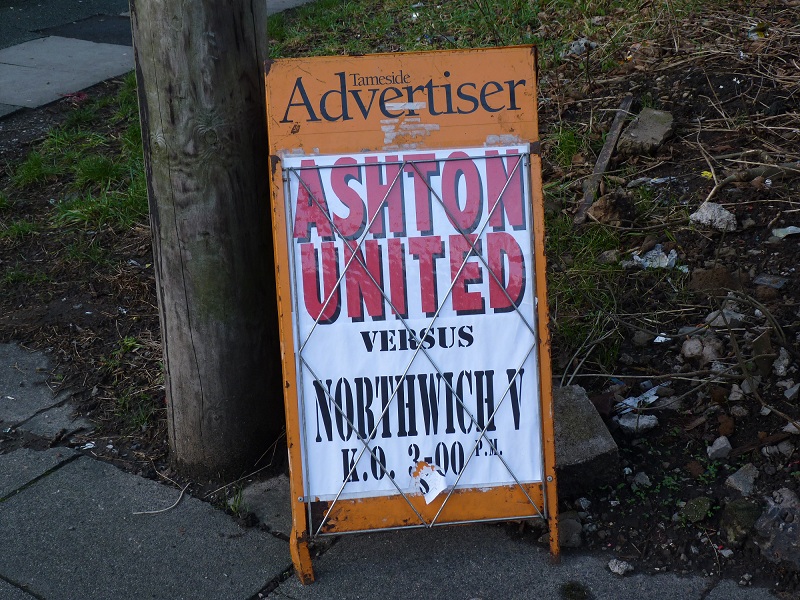 Tameside
Advertiser
ASHTON
UNITED
VERSUS
NORTHWICH V
K.O. 3-00 P.M.